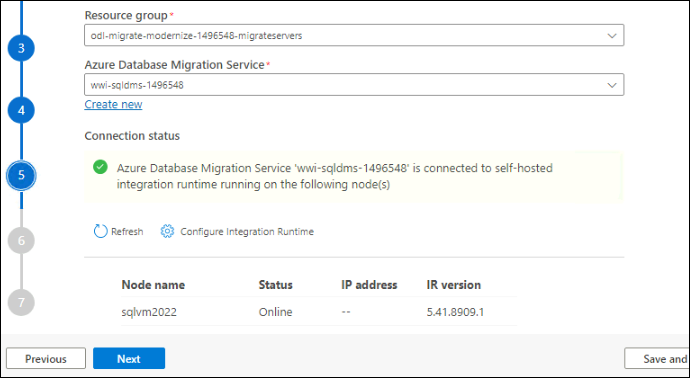 Resource group*
odl-migrate-modernize-1496548-migrateservers
3
Azure Database Migration Service*
wwi-sqldms-1496548
Create new
4
Connection status
Azure Database Migration Service 'wwi-sqldms-1496548' is connected to self-hosted
integration runtime running on the following node(s)
5
Refresh Configure Integration Runtime
6
Node name Status IP address IR version
7
sqlvm2022 Online -- 5.41.8909.1
Previous Next Save and